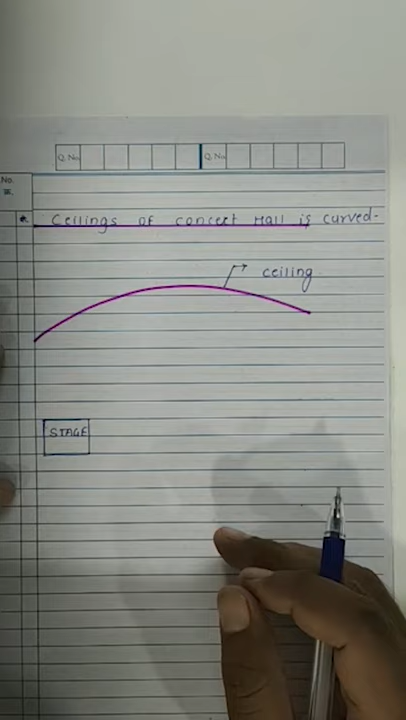 Q. No. Q. No.
No.
* Ceilings of concert Hall is curved.
ceiling
STAGE